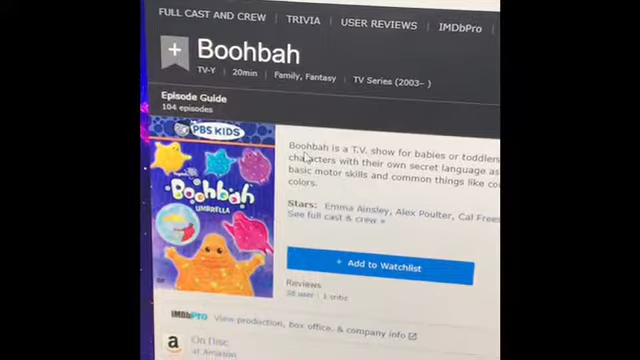 FULL CAST AND CREW | TRIVIA | USER REVIEWS | IMDbPro |
+ Boohbah
TV-Y | 20min | Family, Fantasy | TV Series (2003– )
Episode Guide
104 episodes
PBS KIDS
Boohbah
UMBRELLA
Boohbah is a T.V. show for babies or toddlers
characters with their own secret language as
basic motor skills and common things like
colors.
Stars: Emma Ainsley, Alex Poulter, Cal
See full cast & crew »
+ Add to Watchlist
Reviews
user | 1 critic
IMDbPro View production, box office, & company info
a On Disc
at Amazon